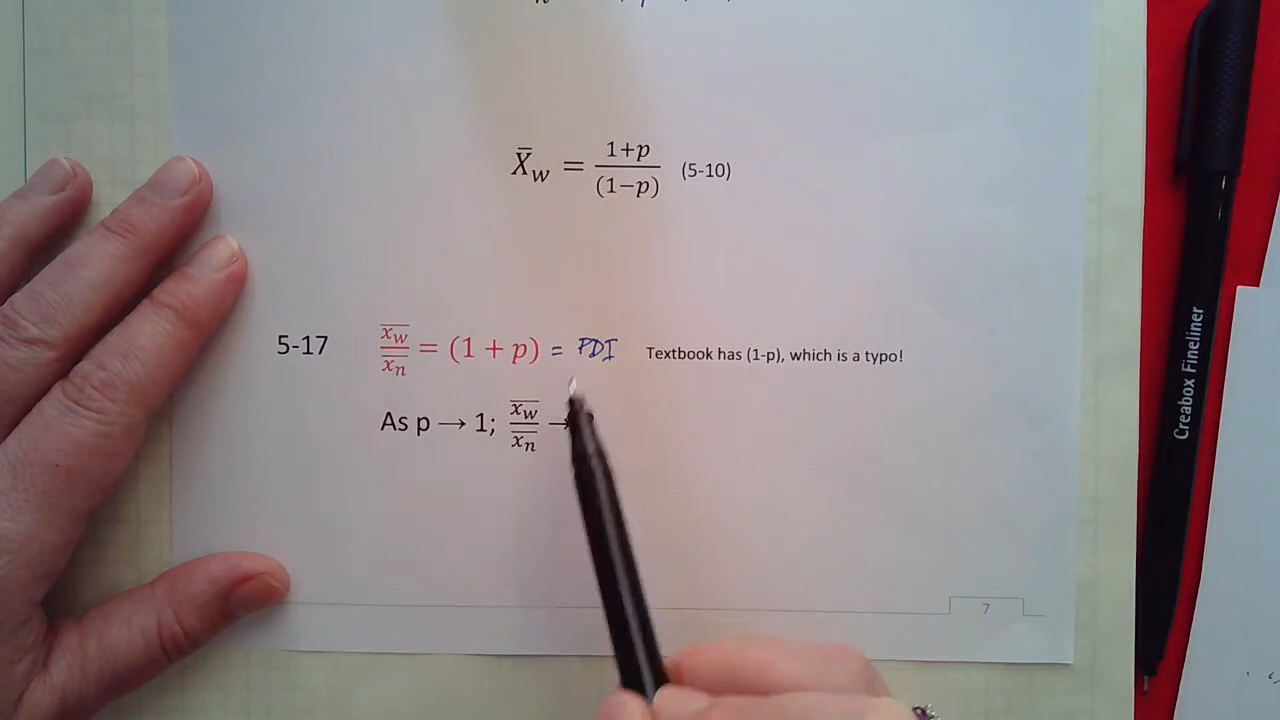 X̄w = 1+p / (1−p) (5-10)
5-17 x̄w / x̄n = (1 + p) = PDI Textbook has (1-p), which is a typo!
As p → 1; x̄w / x̄n →
7
Creabox Fineliner